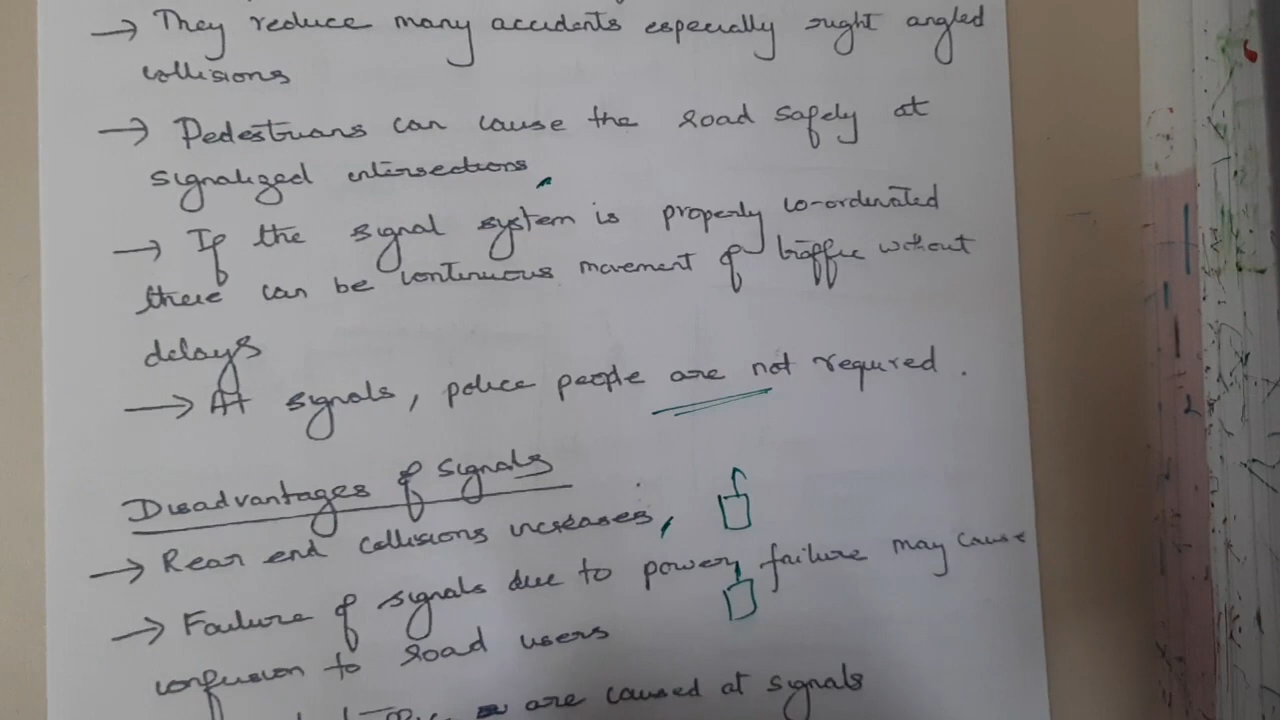 → They reduce many accidents especially right angled
collisions
→ Pedestrians can cause the road safely at
signalized intersections
→ If the signal system is properly co-ordinated
there can be continuous movement of traffic without
delays
→ At signals, police people are not required.
Disadvantages of signals
→ Rear end collisions increases,
→ Failure of signals due to power failure may cause
confusion to road users
are caused at signals